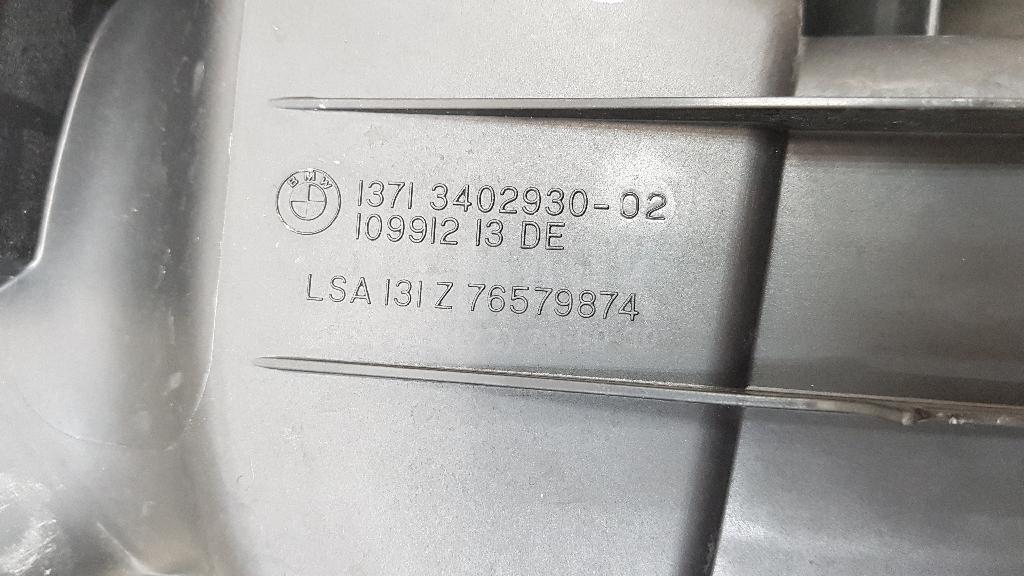 BMW
1371 3402930-02
109912 13 DE
LSA 131 Z 76579874